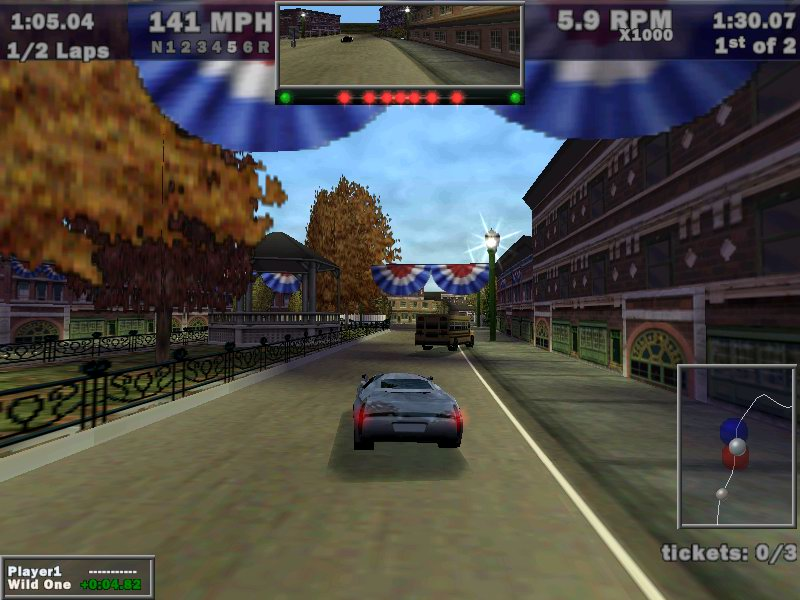 1:05.04
1/2 Laps
141 MPH
N 1 2 3 4 5 6 R
5.9 RPM
X1000
1:30.07
1st of 2
tickets: 0/3
Player1 -----------
Wild One +0:04.82